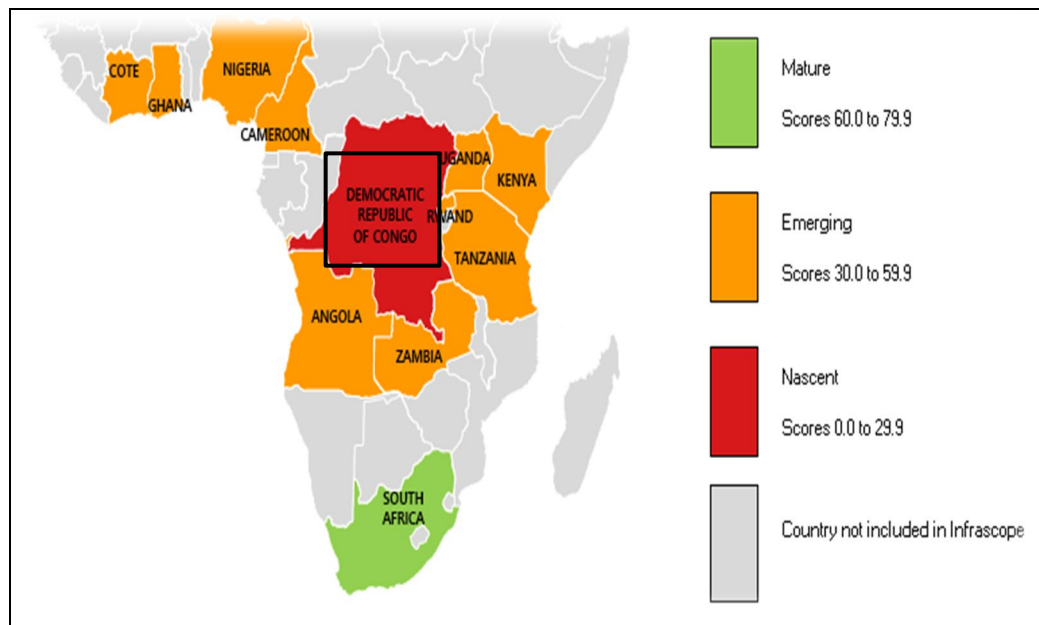 COTE
GHANA
NIGERIA
CAMEROON
DEMOCRATIC
REPUBLIC
OF CONGO
UGANDA
KENYA
RWAND
TANZANIA
ANGOLA
ZAMBIA
SOUTH
AFRICA
Mature
Scores 60.0 to 79.9
Emerging
Scores 30.0 to 59.9
Nascent
Scores 0.0 to 29.9
Country not included in Infrascope